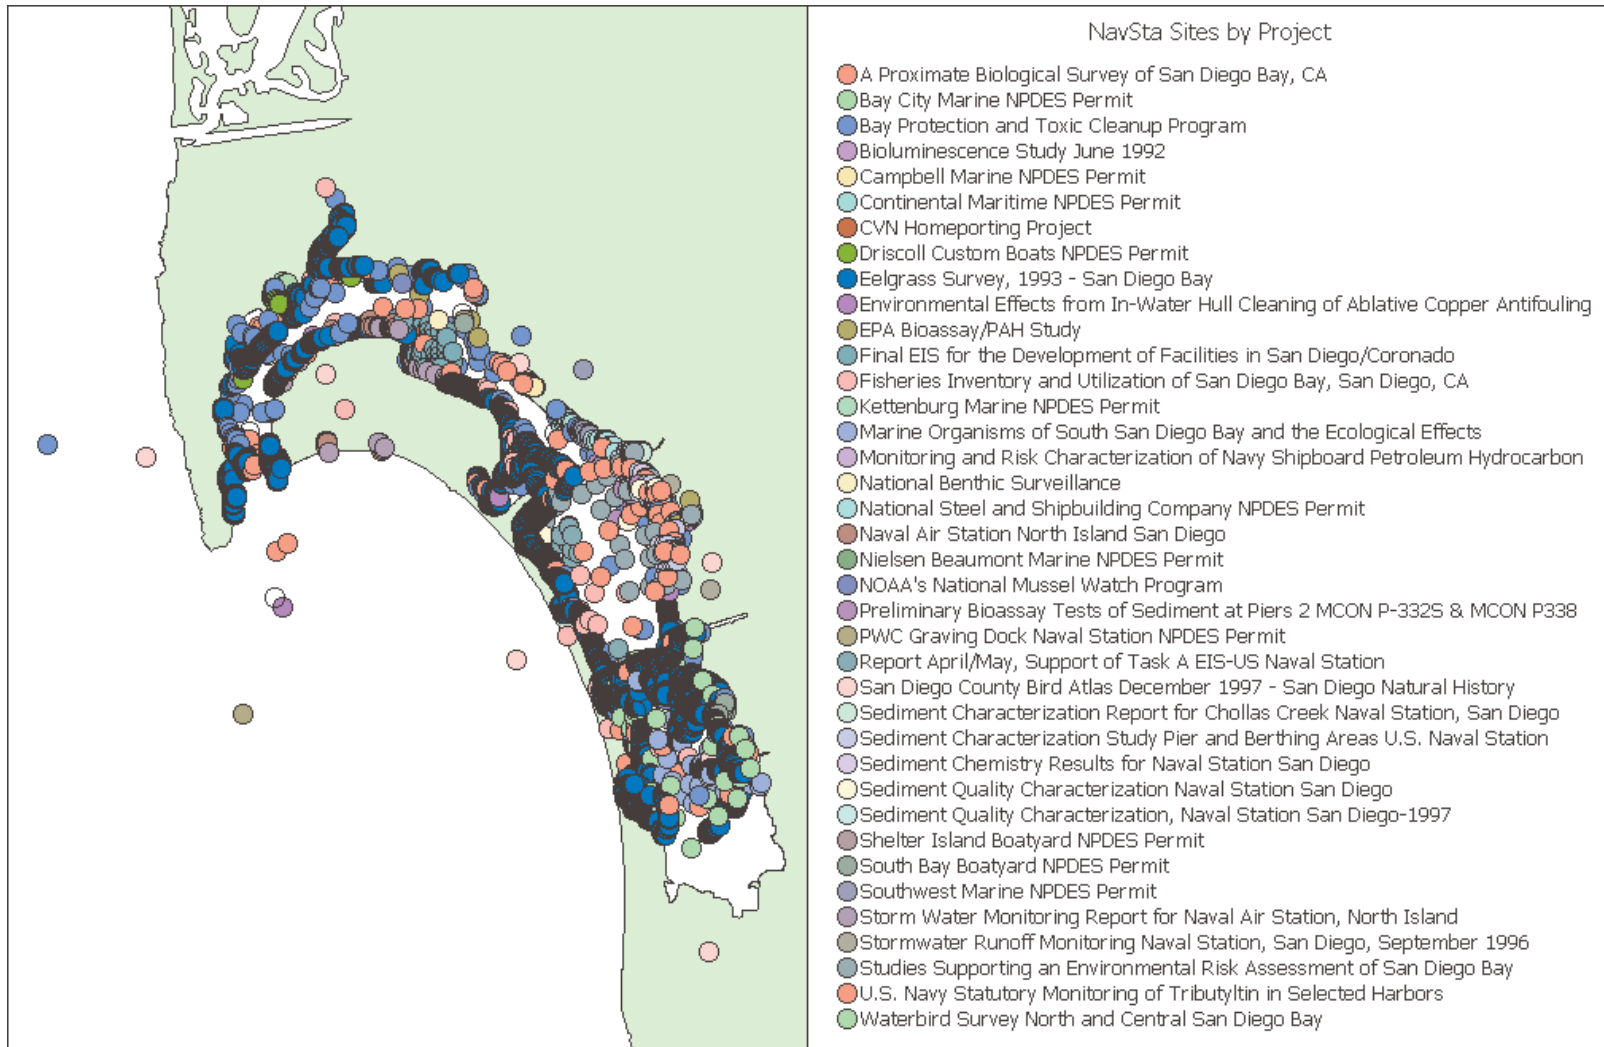 NavSta Sites by Project
A Proximate Biological Survey of San Diego Bay, CA
Bay City Marine NPDES Permit
Bay Protection and Toxic Cleanup Program
Bioluminescence Study June 1992
Campbell Marine NPDES Permit
Continental Maritime NPDES Permit
CVN Homeporting Project
Driscoll Custom Boats NPDES Permit
Eelgrass Survey, 1993 - San Diego Bay
Environmental Effects from In-Water Hull Cleaning of Ablative Copper Antifouling
EPA Bioassay/PAH Study
Final EIS for the Development of Facilities in San Diego/Coronado
Fisheries Inventory and Utilization of San Diego Bay, San Diego, CA
Kettenburg Marine NPDES Permit
Marine Organisms of South San Diego Bay and the Ecological Effects
Monitoring and Risk Characterization of Navy Shipboard Petroleum Hydrocarbon
National Benthic Surveillance
National Steel and Shipbuilding Company NPDES Permit
Naval Air Station North Island San Diego
Nielsen Beaumont Marine NPDES Permit
NOAA's National Mussel Watch Program
Preliminary Bioassay Tests of Sediment at Piers 2 MCON P-332S & MCON P338
PWC Graving Dock Naval Station NPDES Permit
Report April/May, Support of Task A EIS-US Naval Station
San Diego County Bird Atlas December 1997 - San Diego Natural History
Sediment Characterization Report for Chollas Creek Naval Station, San Diego
Sediment Characterization Study Pier and Berthing Areas U.S. Naval Station
Sediment Chemistry Results for Naval Station San Diego
Sediment Quality Characterization Naval Station San Diego
Sediment Quality Characterization, Naval Station San Diego-1997
Shelter Island Boatyard NPDES Permit
South Bay Boatyard NPDES Permit
Southwest Marine NPDES Permit
Storm Water Monitoring Report for Naval Air Station, North Island
Stormwater Runoff Monitoring Naval Station, San Diego, September 1996
Studies Supporting an Environmental Risk Assessment of San Diego Bay
U.S. Navy Statutory Monitoring of Tributyltin in Selected Harbors
Waterbird Survey North and Central San Diego Bay